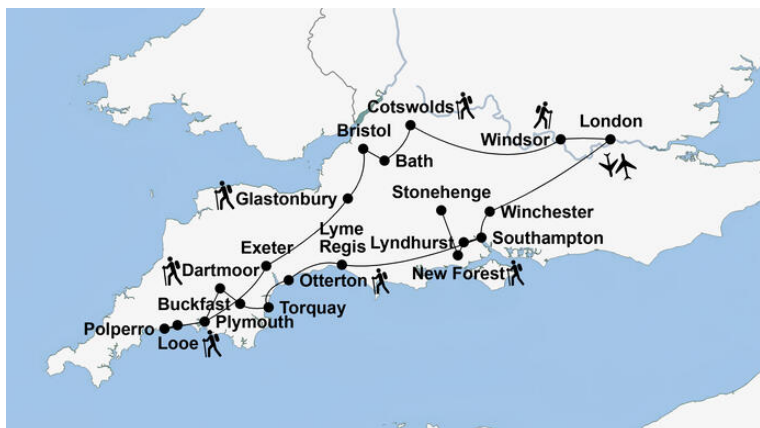 Cotswolds
Bristol
London
Windsor
Bath
Stonehenge
Glastonbury
Winchester
Lyme
Regis
Lyndhurst
Southampton
Exeter
Dartmoor
New Forest
Otterton
Buckfast
Torquay
Plymouth
Polperro
Looe